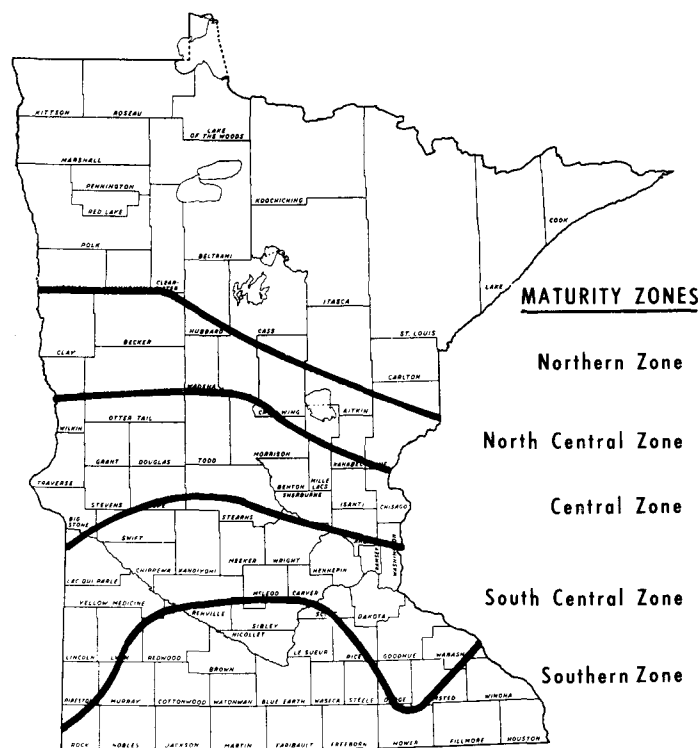 KITTSON
ROSEAU
LAKE
OF THE WOODS
MARSHALL
KOOCHICHING
PENNINGTON
RED LAKE
COOK
POLK
BELTRAMI
LAKE
ITASCA
MATURITY ZONES
HUBBARD
CASS
ST. LOUIS
BECKER
CLAY
Northern Zone
CARLTON
WADENA
AITKIN
OTTER TAIL
WILKIN
North Central Zone
MORRISON
GRANT
DOUGLAS
TODD
MILLE
LACS
BENTON
TRAVERSE
SHERBURNE
STEVENS
ISANTI
CHISAGO
Central Zone
BIG
STONE
STEARNS
SWIFT
RAMSEY
WASHINGTON
MEEKER
WRIGHT
CHIPPEWA
KANDIYOHI
HENNEPIN
LAC QUI PARLE
McLEOD
CARVER
South Central Zone
YELLOW MEDICINE
RENVILLE
DAKOTA
SIBLEY
NICOLLET
LE SUEUR
RICE
GOODHUE
LINCOLN
REDWOOD
BROWN
Southern Zone
MURRAY
COTTONWOOD
WATONWAN
BLUE EARTH
WASECA
STEELE
WINONA
ROCK
NOBLES
JACKSON
MARTIN
FARIBAULT
FREEBORN
MOWER
FILLMORE
HOUSTON